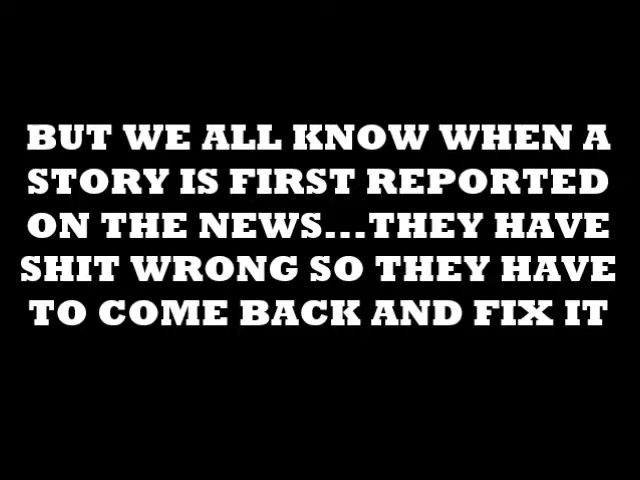 BUT WE ALL KNOW WHEN A
STORY IS FIRST REPORTED
ON THE NEWS...THEY HAVE
SHIT WRONG SO THEY HAVE
TO COME BACK AND FIX IT